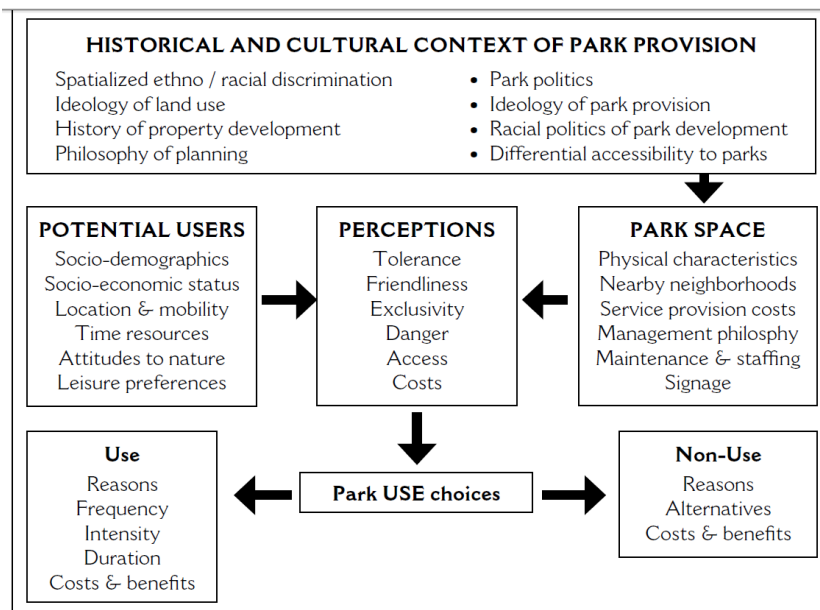 HISTORICAL AND CULTURAL CONTEXT OF PARK PROVISION
Spatialized ethno / racial discrimination
Ideology of land use
History of property development
Philosophy of planning
• Park politics
• Ideology of park provision
• Racial politics of park development
• Differential accessibility to parks
POTENTIAL USERS
Socio-demographics
Socio-economic status
Location & mobility
Time resources
Attitudes to nature
Leisure preferences
PERCEPTIONS
Tolerance
Friendliness
Exclusivity
Danger
Access
Costs
PARK SPACE
Physical characteristics
Nearby neighborhoods
Service provision costs
Management philosphy
Maintenance & staffing
Signage
Use
Reasons
Frequency
Intensity
Duration
Costs & benefits
Park USE choices
Non-Use
Reasons
Alternatives
Costs & benefits